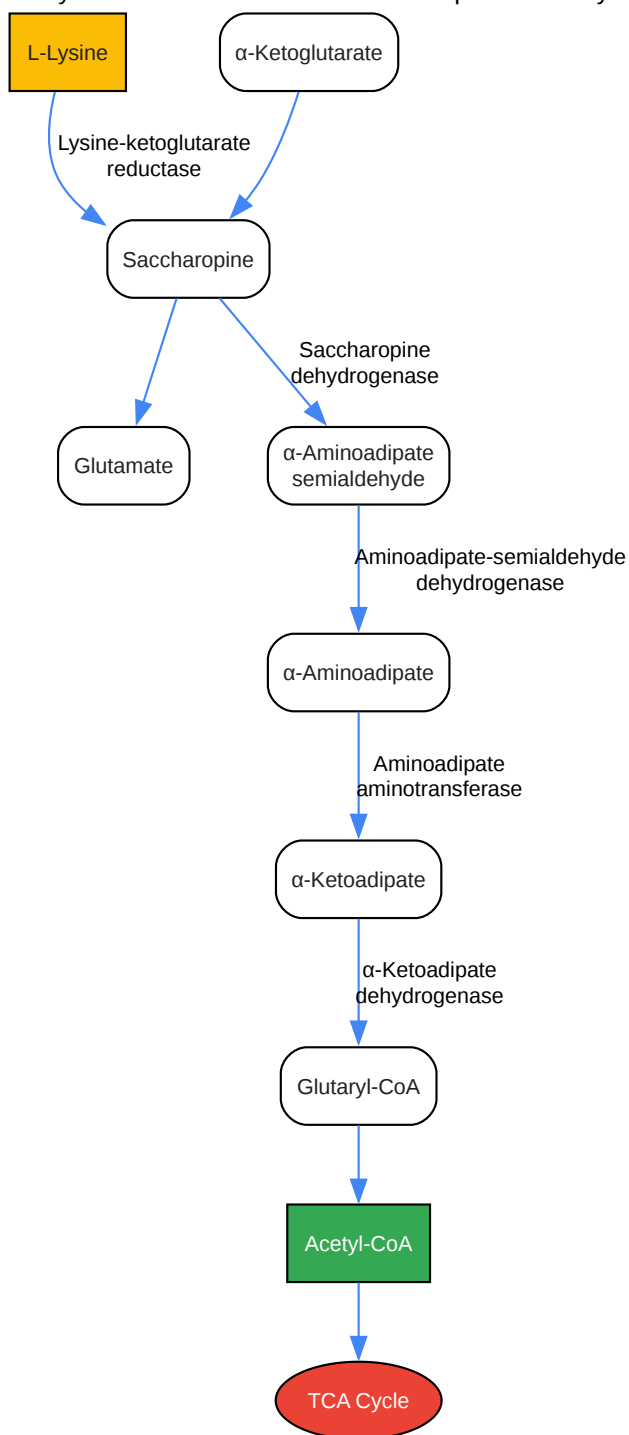 L-Lysine
α-Ketoglutarate
Lysine-ketoglutarate
reductase
Saccharopine
Saccharopine
dehydrogenase
Glutamate
α-Aminoadipate
semialdehyde
Aminoadipate-semialdehyde
dehydrogenase
α-Aminoadipate
Aminoadipate
aminotransferase
α-Ketoadipate
α-Ketoadipate
dehydrogenase
Glutaryl-CoA
Acetyl-CoA
TCA Cycle